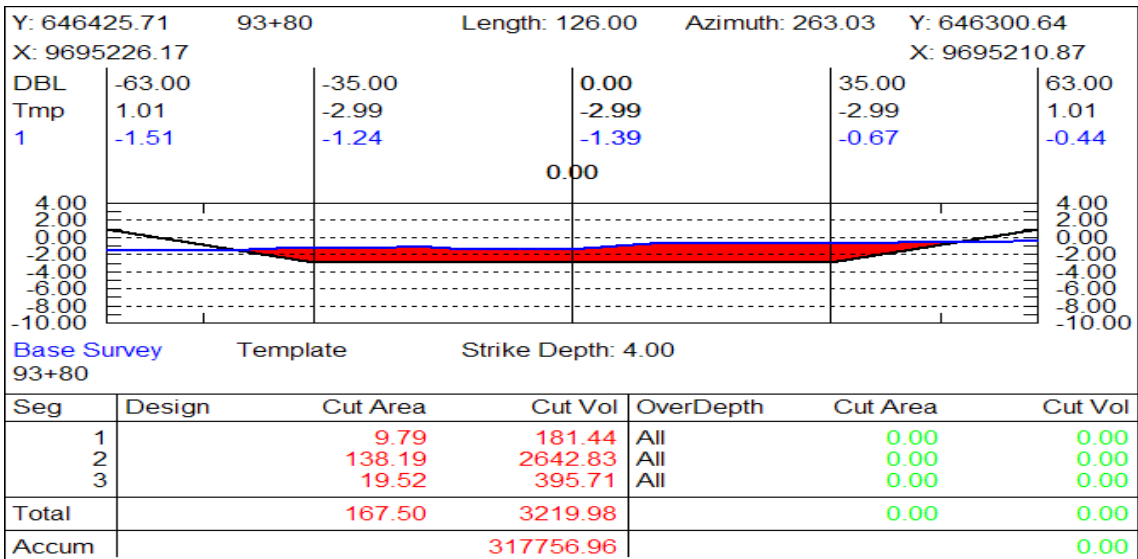 Y: 646425.71 93+80 Length: 126.00 Azimuth: 263.03 Y: 646300.64
X: 9695226.17 X: 9695210.87
DBL -63.00 -35.00 0.00 35.00 63.00
Tmp 1.01 -2.99 -2.99 -2.99 1.01
1 -1.51 -1.24 -1.39 -0.67 -0.44
0.00
4.00 4.00
2.00 2.00
0.00 0.00
-2.00 -2.00
-4.00 -4.00
-6.00 -6.00
-8.00 -8.00
-10.00 -10.00
Base Survey Template Strike Depth: 4.00
93+80
Seg Design Cut Area Cut Vol OverDepth Cut Area Cut Vol
1 9.79 181.44 All 0.00 0.00
2 138.19 2642.83 All 0.00 0.00
3 19.52 395.71 All 0.00 0.00
Total 167.50 3219.98 0.00 0.00
Accum 317756.96 0.00